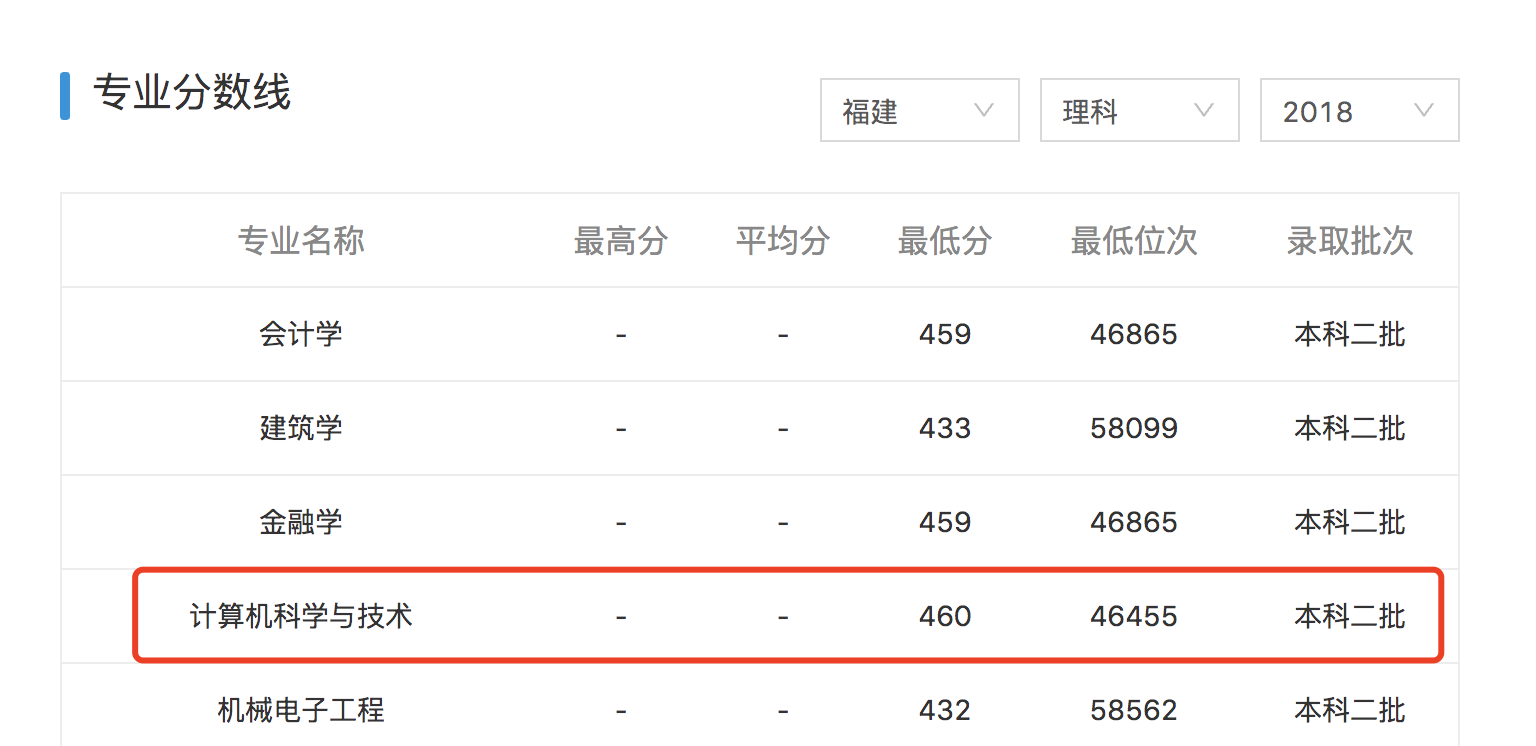 专业分数线
福建 理科 2018
专业名称 最高分 平均分 最低分 最低位次 录取批次
会计学 - - 459 46865 本科二批
建筑学 - - 433 58099 本科二批
金融学 - - 459 46865 本科二批
计算机科学与技术 - - 460 46455 本科二批
机械电子工程 - - 432 58562 本科二批